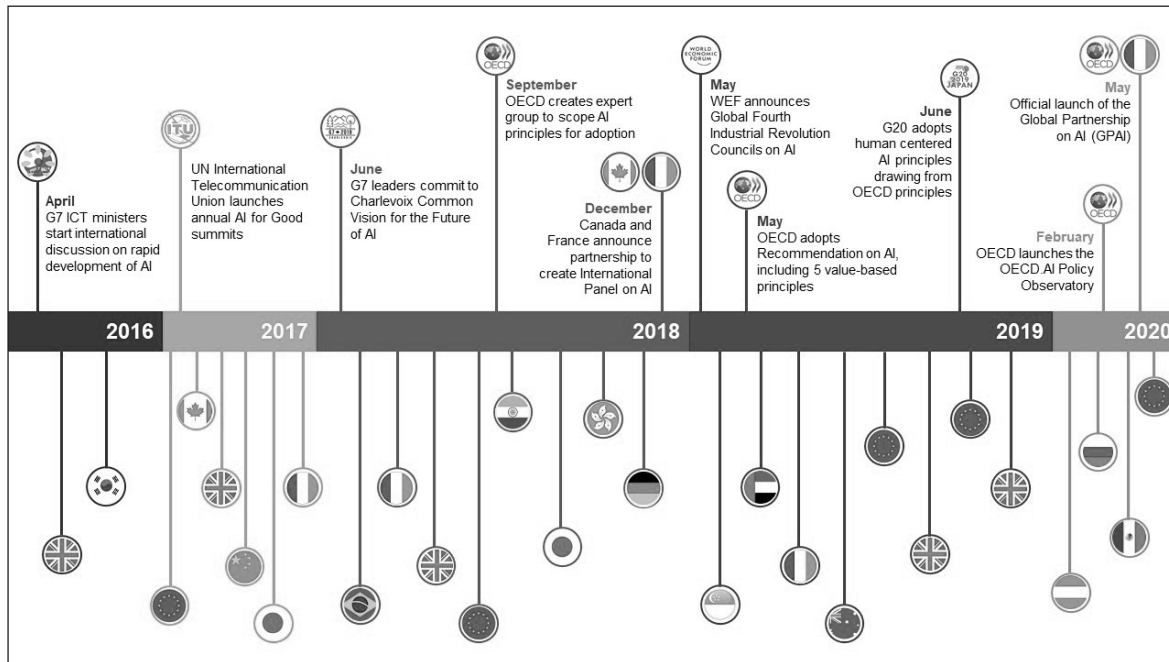 April
G7 ICT ministers
start international
discussion on rapid
development of AI
ITU
UN International
Telecommunication
Union launches
annual AI for Good
summits
June
G7 leaders commit to
Charlevoix Common
Vision for the Future
of AI
OECD
September
OECD creates expert
group to scope AI
principles for adoption
December
Canada and
France announce
partnership to
create International
Panel on AI
WORLD
ECONOMIC
FORUM
May
WEF announces
Global Fourth
Industrial Revolution
Councils on AI
OECD
May
OECD adopts
Recommendation on AI,
including 5 value-based
principles
G20
2019
JAPAN
June
G20 adopts
human centered
AI principles
drawing from
OECD principles
OECD
May
Official launch of the
Global Partnership
on AI (GPAI)
OECD
February
OECD launches the
OECD.AI Policy
Observatory
2016
2017
2018
2019
2020